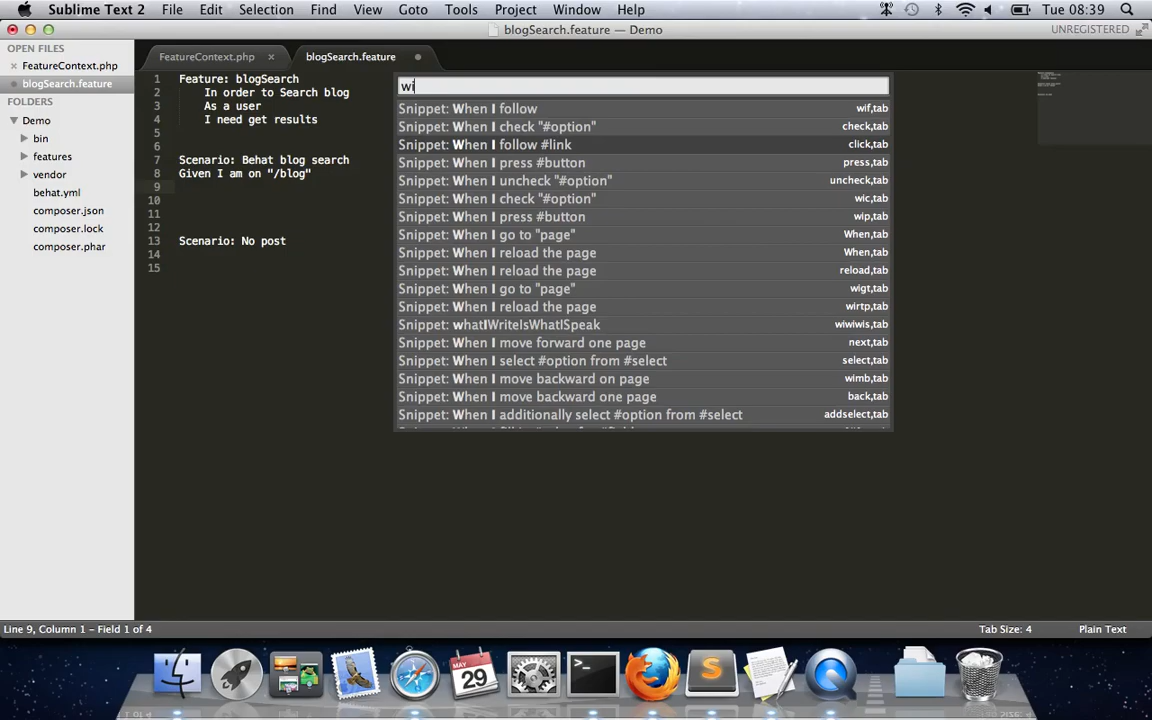 Sublime Text 2 File Edit Selection Find View Goto Tools Project Window Help Tue 08:39
blogSearch.feature — Demo UNREGISTERED
OPEN FILES
FeatureContext.php
blogSearch.feature
FOLDERS
Demo
bin
features
vendor
behat.yml
composer.json
composer.lock
composer.phar
FeatureContext.php blogSearch.feature
1 Feature: blogSearch
2 In order to Search blog
3 As a user
4 I need get results
5
6
7 Scenario: Behat blog search
8 Given I am on "/blog"
9
10
11
12
13 Scenario: No post
14
15
wi
Snippet: When I follow wif,tab
Snippet: When I check "#option" check,tab
Snippet: When I follow #link click,tab
Snippet: When I press #button press,tab
Snippet: When I uncheck "#option" uncheck,tab
Snippet: When I check "#option" wic,tab
Snippet: When I press #button wip,tab
Snippet: When I go to "page" When,tab
Snippet: When I reload the page When,tab
Snippet: When I reload the page reload,tab
Snippet: When I go to "page" wigt,tab
Snippet: When I reload the page wirtp,tab
Snippet: whatIWriteIsWhatISpeak wiwiwis,tab
Snippet: When I move forward one page next,tab
Snippet: When I select #option from #select select,tab
Snippet: When I move backward on page wimb,tab
Snippet: When I move backward one page back,tab
Snippet: When I additionally select #option from #select addselect,tab
Line 9, Column 1 – Field 1 of 4 Tab Size: 4 Plain Text
MAY
29